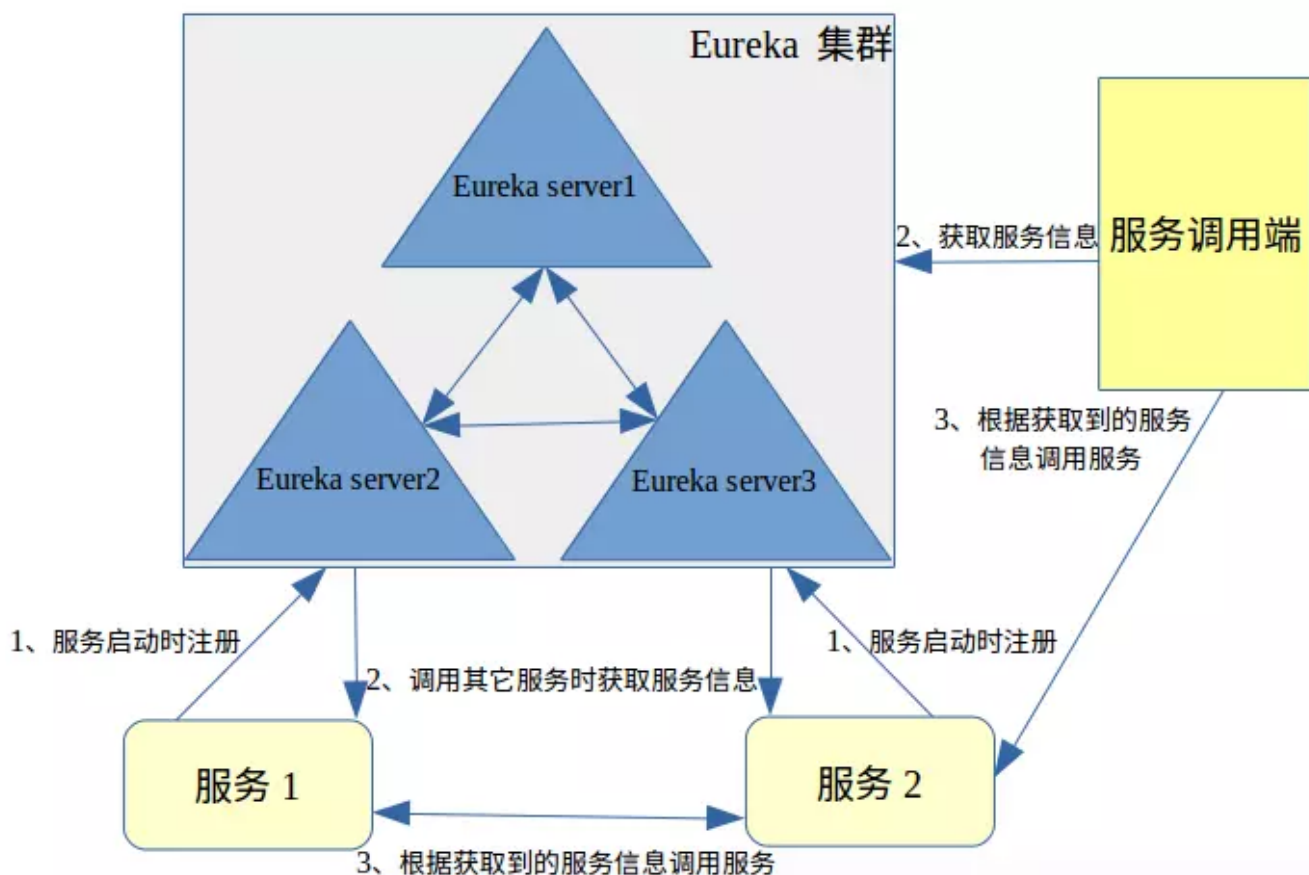 Eureka 集群
Eureka server1
2、获取服务信息
服务调用端
3、根据获取到的服务
信息调用服务
Eureka server2
Eureka server3
1、服务启动时注册
1、服务启动时注册
2、调用其它服务时获取服务信息
服务 1
服务 2
3、根据获取到的服务信息调用服务